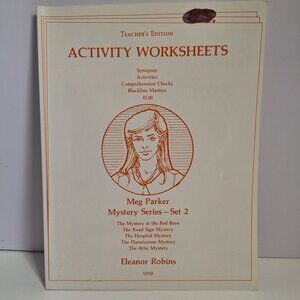 TEACHER'S EDITION
ACTIVITY WORKSHEETS
Synopses
Activities
Comprehension Checks
Blackline Masters
FOR
Meg Parker
Mystery Series — Set 2
The Mystery at the Red Barn
The Road Sign Mystery
The Hospital Mystery
The Planetarium Mystery
The Attic Mystery
Eleanor Robins
HNB